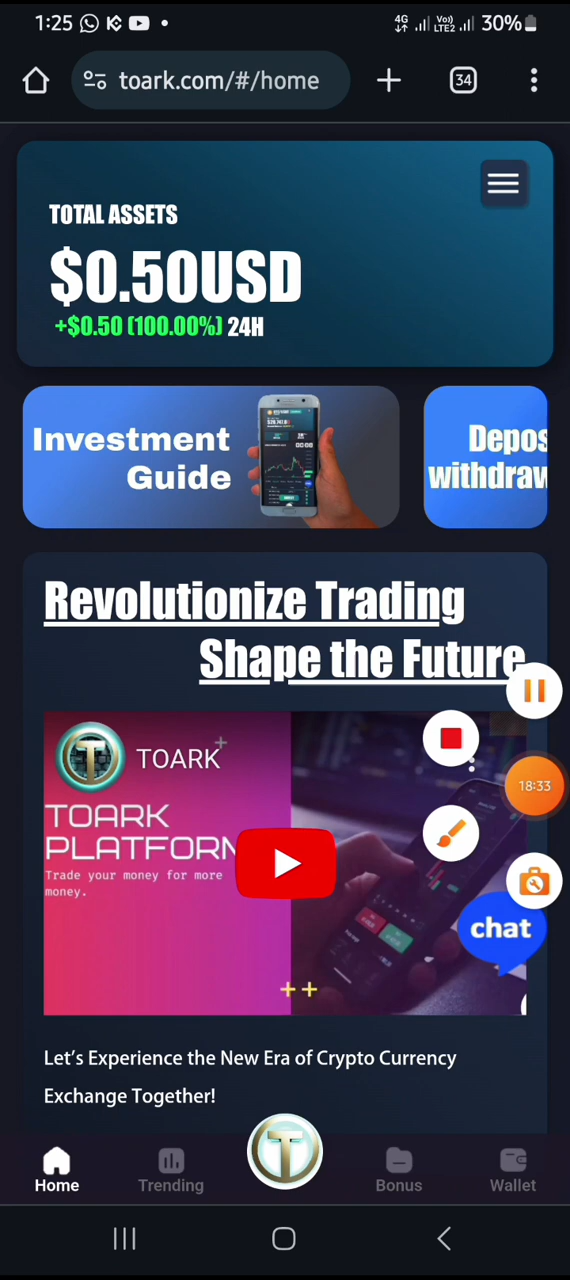 1:25
4G Vo)) LTE2 30%
toark.com/#/home
34
TOTAL ASSETS
$0.50USD
+$0.50 (100.00%) 24H
Investment
Guide
Depos
withdraw
Revolutionize Trading
Shape the Future
TOARK
TOARK
PLATFORM
Trade your money for more
money.
18:33
chat
Let's Experience the New Era of Crypto Currency
Exchange Together!
Home
Trending
Bonus
Wallet